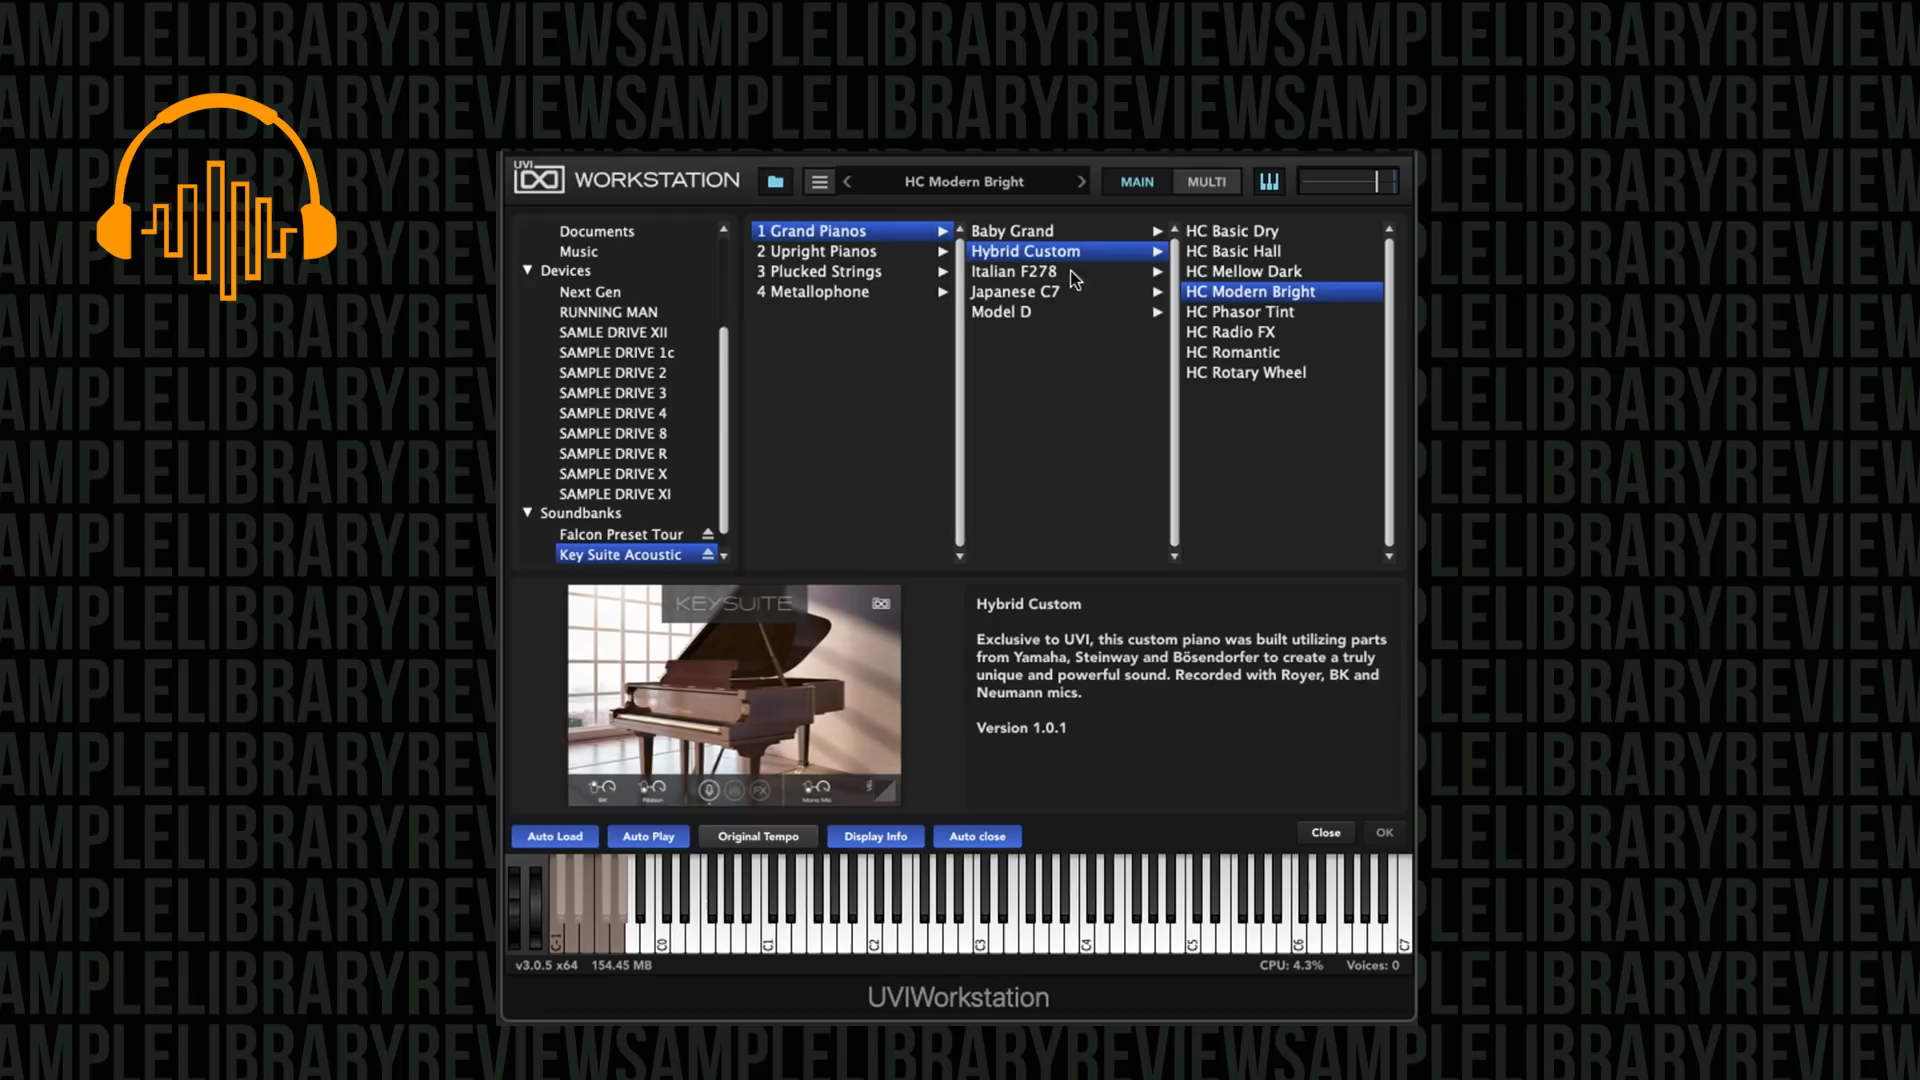 AMPLELIBRARYREVIEWSAMPLELIBRARYREVIEWSAMPLELIBRARYREVIEWSAMPLELIBRARYREVIEWS
UVI WORKSTATION
HC Modern Bright
MAIN
MULTI
Documents
Music
Devices
Next Gen
RUNNING MAN
SAMLE DRIVE XII
SAMPLE DRIVE 1c
SAMPLE DRIVE 2
SAMPLE DRIVE 3
SAMPLE DRIVE 4
SAMPLE DRIVE 8
SAMPLE DRIVE R
SAMPLE DRIVE X
SAMPLE DRIVE XI
Soundbanks
Falcon Preset Tour
Key Suite Acoustic
1 Grand Pianos
2 Upright Pianos
3 Plucked Strings
4 Metallophone
Baby Grand
Hybrid Custom
Italian F278
Japanese C7
Model D
HC Basic Dry
HC Basic Hall
HC Mellow Dark
HC Modern Bright
HC Phasor Tint
HC Radio FX
HC Romantic
HC Rotary Wheel
KEYSUITE
BK
Ribbon
FX
Mono Mic
VEL
Hybrid Custom
Exclusive to UVI, this custom piano was built utilizing parts
from Yamaha, Steinway and Bösendorfer to create a truly
unique and powerful sound. Recorded with Royer, BK and
Neumann mics.
Version 1.0.1
Auto Load
Auto Play
Original Tempo
Display Info
Auto close
Close
OK
C-1
C0
C1
C2
C3
C4
C5
C6
C7
v3.0.5 x64
154.45 MB
CPU: 4.3%
Voices: 0
UVIWorkstation